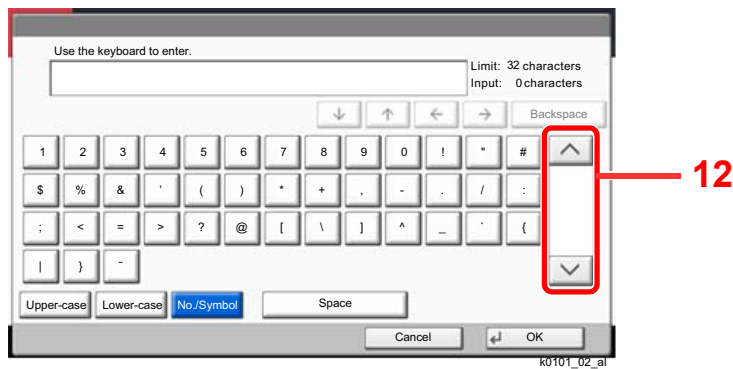 Use the keyboard to enter.
Limit: 32 characters
Input: 0 characters
↓ ↑ ← → Backspace
1 2 3 4 5 6 7 8 9 0 ! " #
$ % & ' ( ) * + , - . / :
; < = > ? @ [ \ ] ^ _ ` {
| } ~
12
Upper-case Lower-case No./Symbol Space
Cancel OK
k0101_02_al